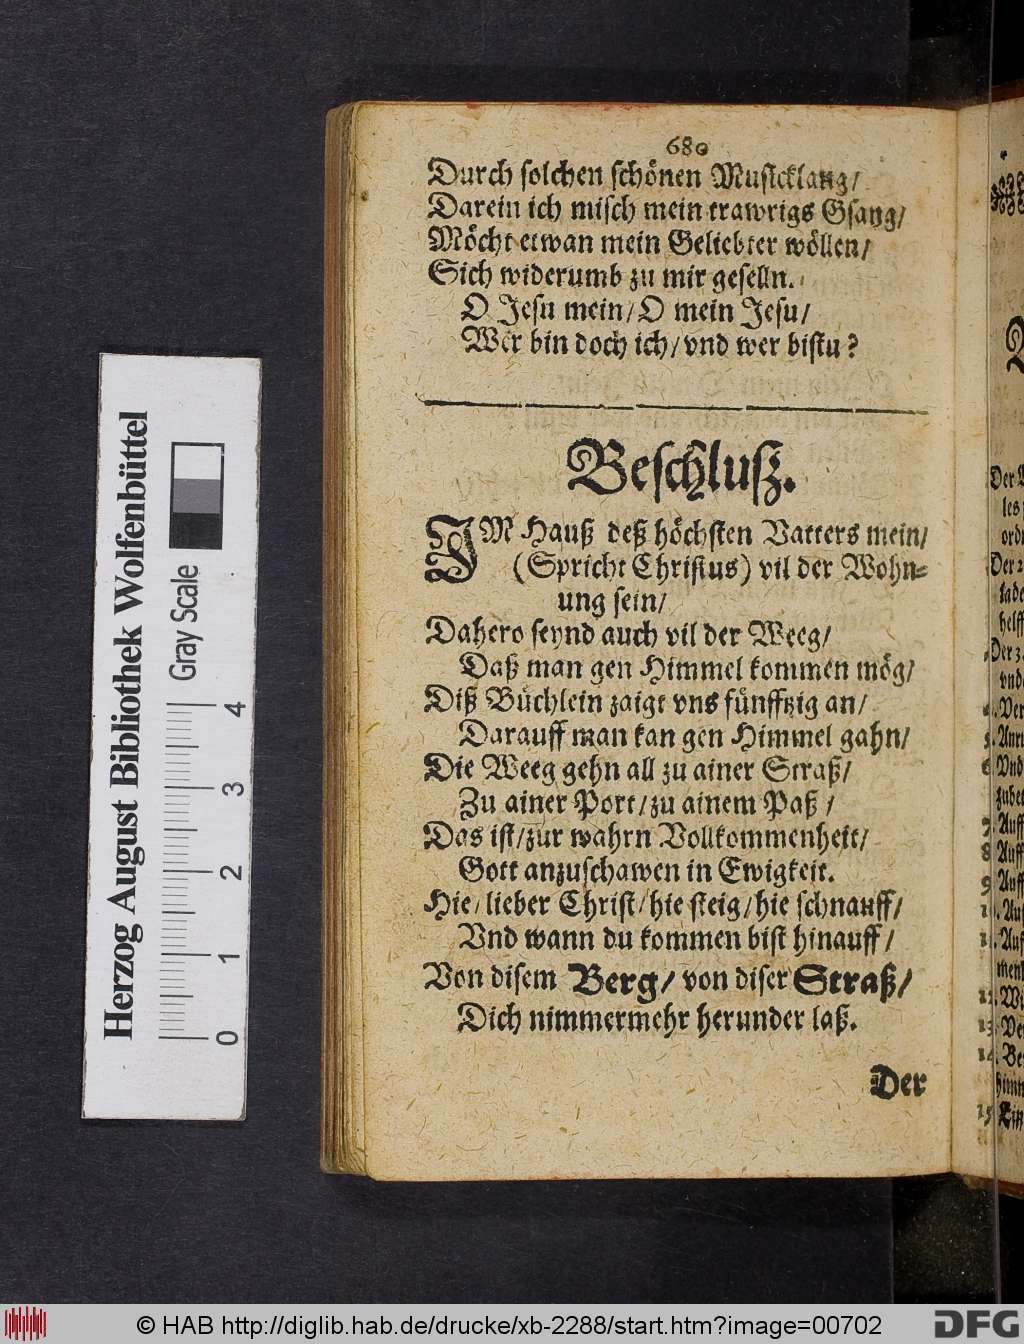 680
Durch solchen schönen Musicklang/
Darein ich misch mein trawrigs Gsang/
Möcht etwan mein Geliebter wöllen/
Sich widerumb zu mir geselln.
O Jesu mein/ O mein Jesu/
Wer bin doch ich/ vnd wer bistu?
Beschluß.
IM Hauß deß höchsten Vatters mein/
(Spricht Christus) vil der Wohn-
ung sein/
Dahero seynd auch vil der Weeg/
Daß man gen Himmel kommen mög/
Diß Büchlein zaigt vns fünfftzig an/
Darauff man kan gen Himmel gahn/
Die Weeg gehn all zu ainer Straß/
Zu ainer Port/ zu ainem Paß/
Das ist/ zur wahrn Vollkommenheit/
Gott anzuschawen in Ewigkeit.
Hie/ lieber Christ/ hie steig/ hie schnauff/
Vnd wann du kommen bist hinauff/
Von disem Berg/ von diser Straß/
Dich nimmermehr herunder laß.
Der
Herzog August Bibliothek Wolfenbüttel
Gray Scale
0 1 2 3 4
© HAB http://diglib.hab.de/drucke/xb-2288/start.htm?image=00702
DFG